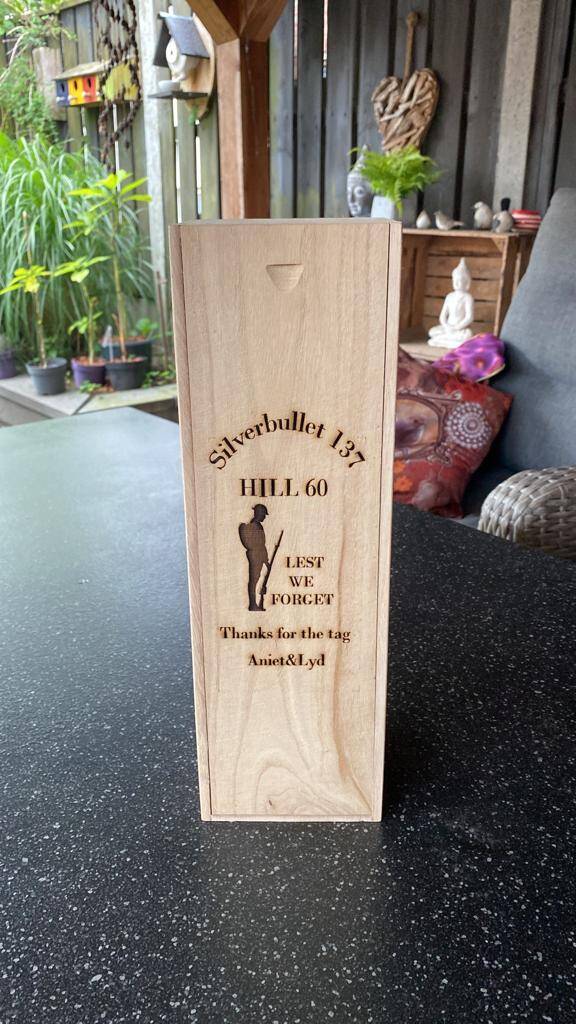 Silverbullet 137
HILL 60
LEST
WE
FORGET
Thanks for the tag
Aniet&Lyd